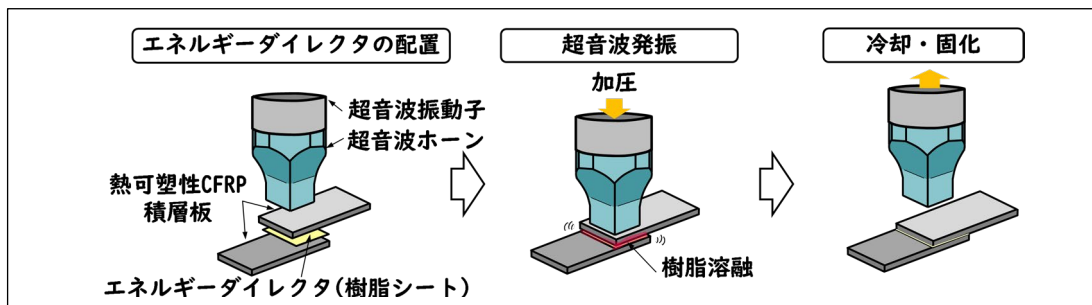 エネルギーダイレクタの配置
超音波振動子
超音波ホーン
熱可塑性CFRP
積層板
エネルギーダイレクタ(樹脂シート)
超音波発振
加圧
樹脂溶融
冷却・固化